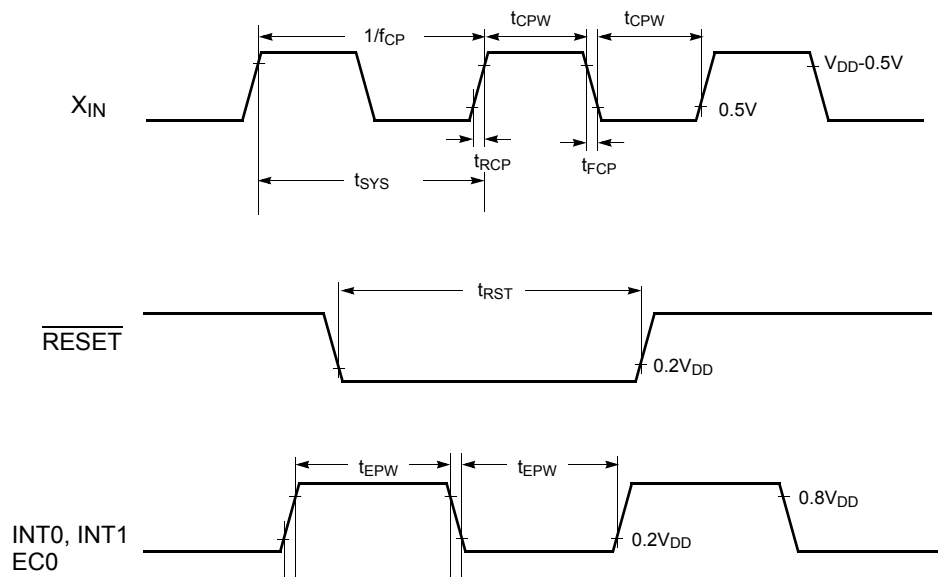 1/fCP
tCPW
tCPW
XIN
VDD-0.5V
0.5V
tRCP
tFCP
tSYS
tRST
RESET
0.2VDD
tEPW
tEPW
0.8VDD
INT0, INT1
0.2VDD
EC0